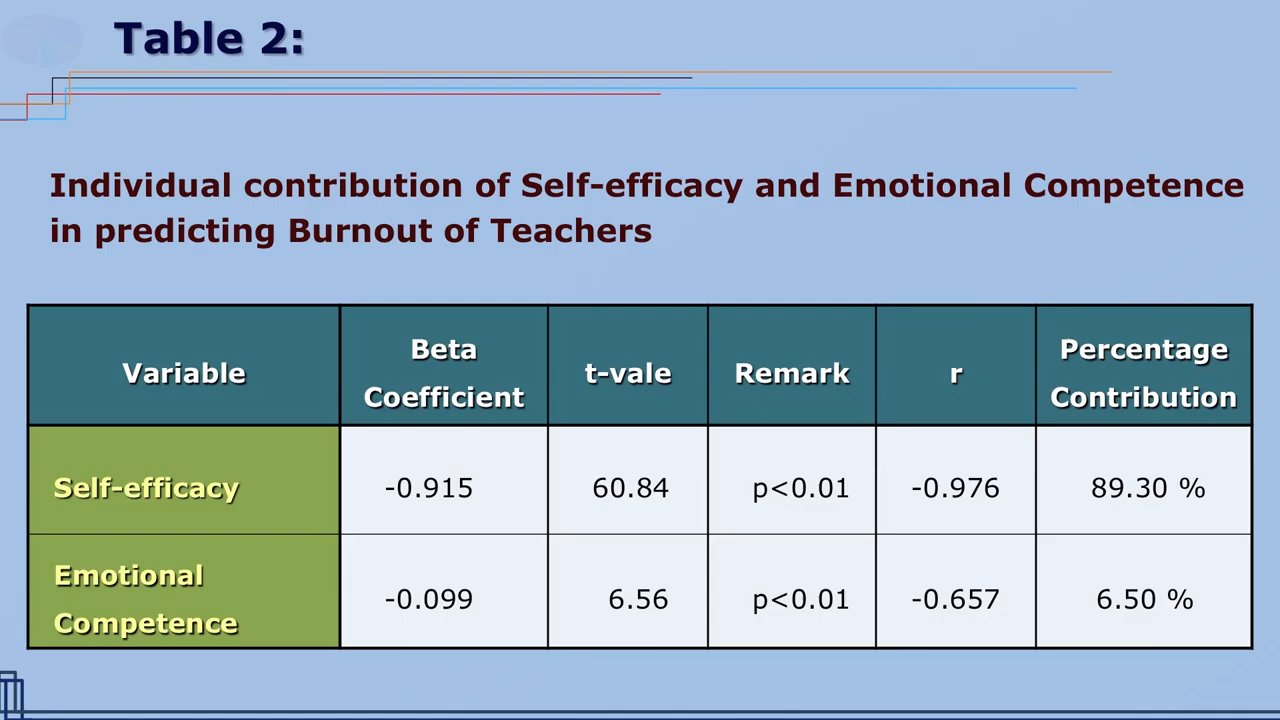 Table 2:
Individual contribution of Self-efficacy and Emotional Competence
in predicting Burnout of Teachers
Variable
Beta
Coefficient
t-vale
Remark
r
Percentage
Contribution
Self-efficacy
-0.915
60.84
p<0.01
-0.976
89.30 %
Emotional
Competence
-0.099
6.56
p<0.01
-0.657
6.50 %